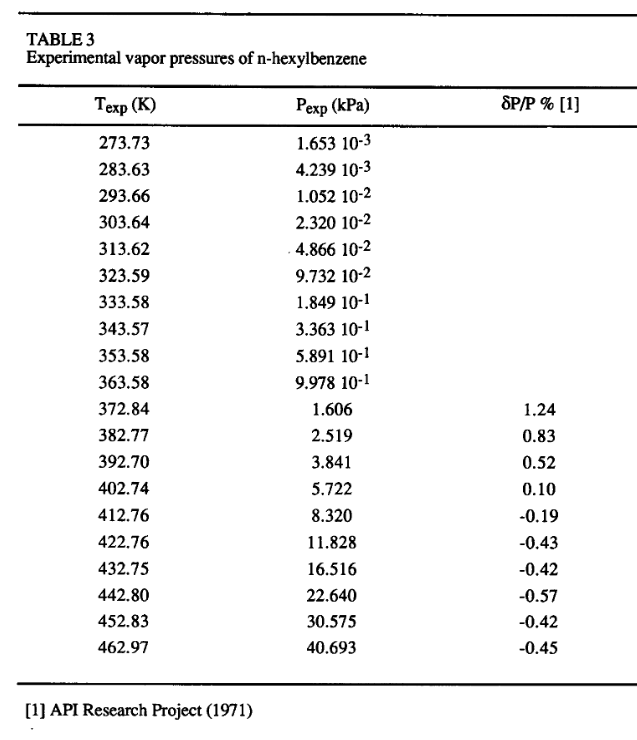 TABLE 3
Experimental vapor pressures of n-hexylbenzene
Texp (K) Pexp (kPa) δP/P % [1]
273.73 1.653 10-3
283.63 4.239 10-3
293.66 1.052 10-2
303.64 2.320 10-2
313.62 4.866 10-2
323.59 9.732 10-2
333.58 1.849 10-1
343.57 3.363 10-1
353.58 5.891 10-1
363.58 9.978 10-1
372.84 1.606 1.24
382.77 2.519 0.83
392.70 3.841 0.52
402.74 5.722 0.10
412.76 8.320 -0.19
422.76 11.828 -0.43
432.75 16.516 -0.42
442.80 22.640 -0.57
452.83 30.575 -0.42
462.97 40.693 -0.45
[1] API Research Project (1971)